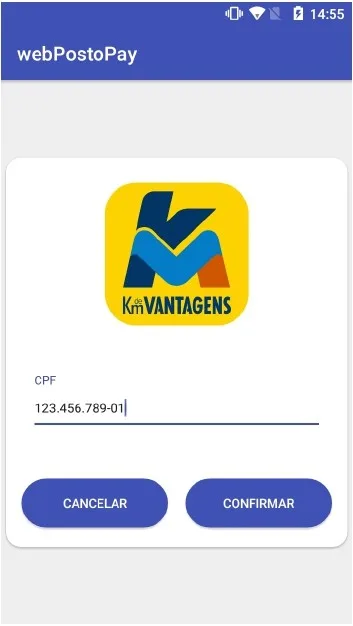 14:55
webPostoPay
Km de VANTAGENS
CPF
123.456.789-01
CANCELAR CONFIRMAR